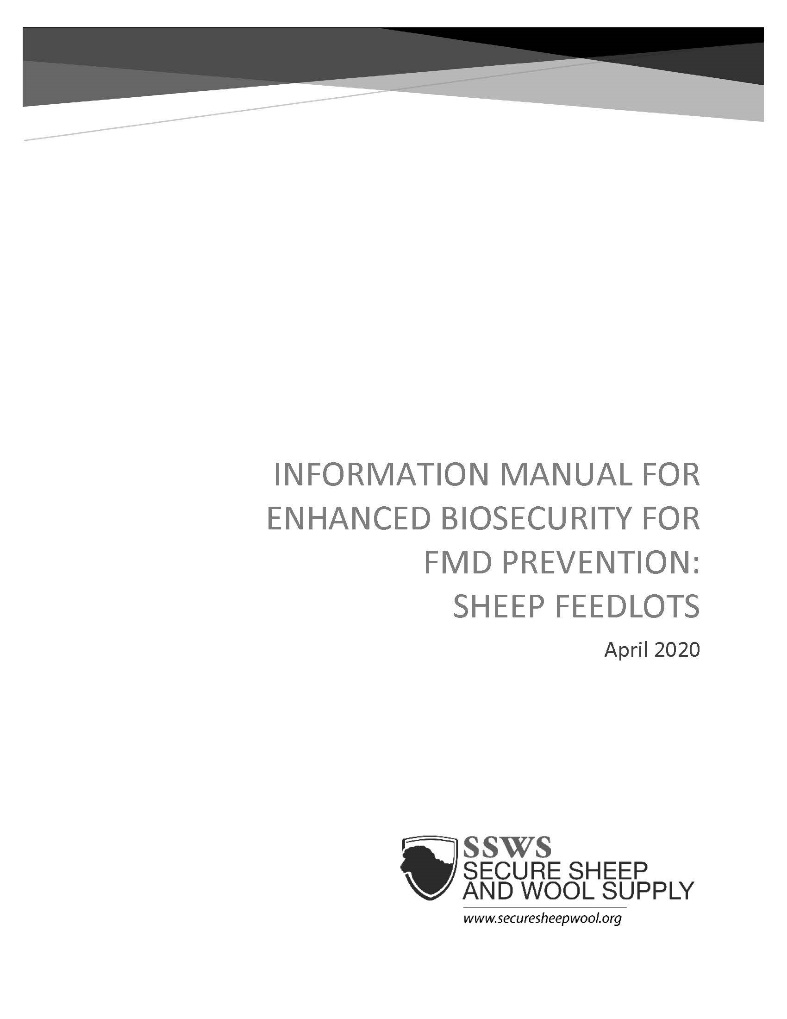 INFORMATION MANUAL FOR
ENHANCED BIOSECURITY FOR
FMD PREVENTION:
SHEEP FEEDLOTS
April 2020
SSWS
SECURE SHEEP
AND WOOL SUPPLY
www.securesheepwool.org